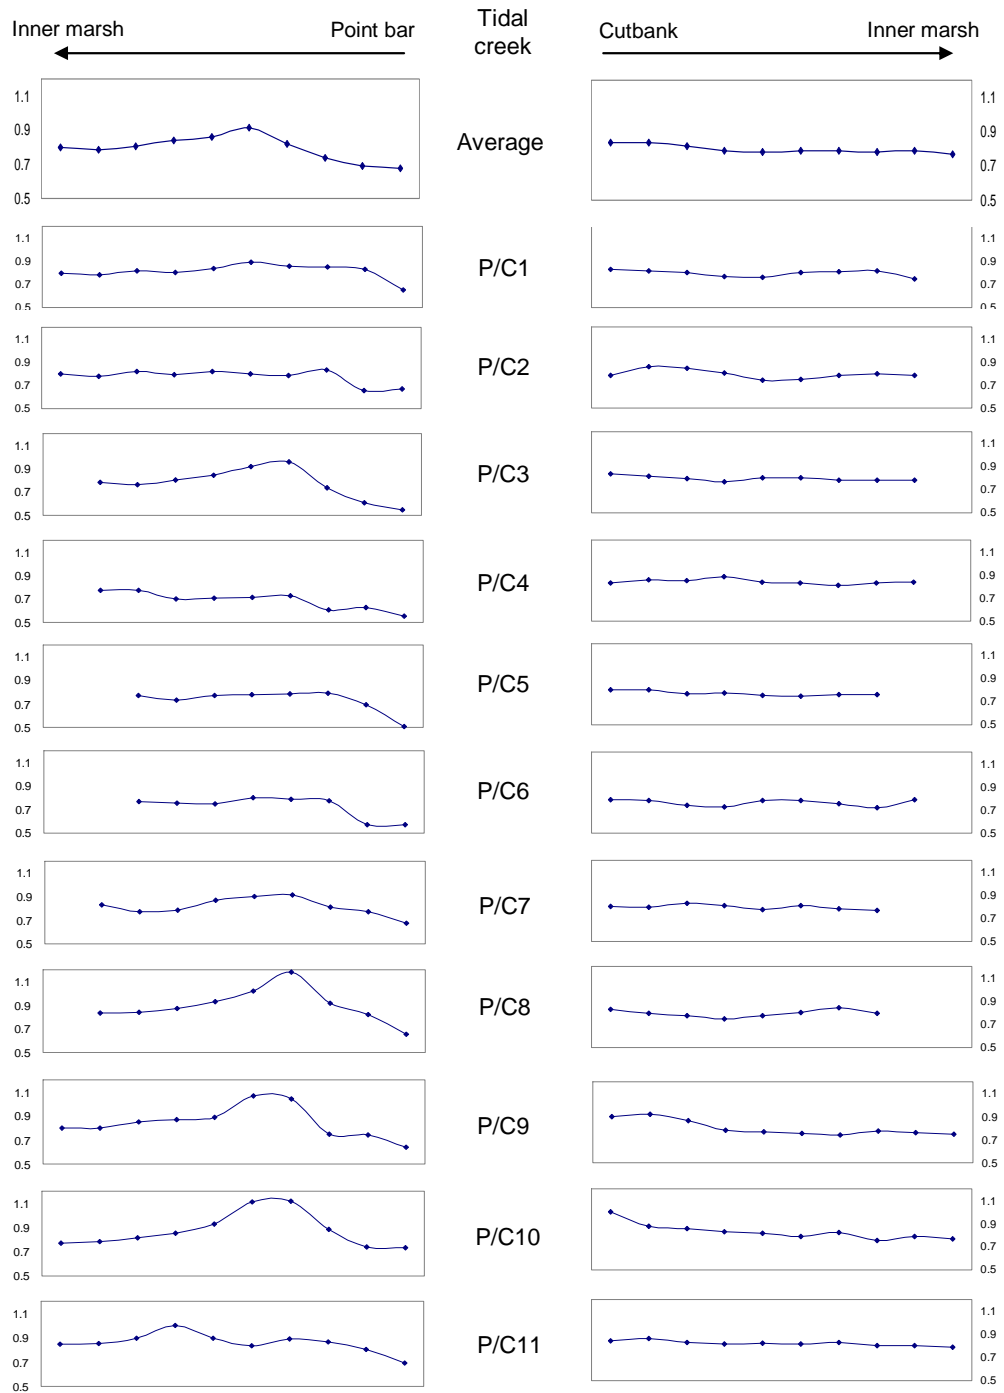 Inner marsh Point bar Tidal creek Cutbank Inner marsh
1.1 1.1
0.9 0.9
Average
0.7 0.7
0.5 0.5
1.1 1.1
0.9 P/C1 0.9
0.7 0.7
0.5 0.5
1.1 1.1
0.9 P/C2 0.9
0.7 0.7
0.5 0.5
1.1 1.1
0.9 P/C3 0.9
0.7 0.7
0.5 0.5
1.1 1.1
0.9 P/C4 0.9
0.7 0.7
0.5 0.5
1.1 1.1
0.9 P/C5 0.9
0.7 0.7
0.5 0.5
1.1 1.1
0.9 P/C6 0.9
0.7 0.7
0.5 0.5
1.1 1.1
0.9 P/C7 0.9
0.7 0.7
0.5 0.5
1.1 1.1
0.9 P/C8 0.9
0.7 0.7
0.5 0.5
1.1 1.1
0.9 P/C9 0.9
0.7 0.7
0.5 0.5
1.1 1.1
0.9 P/C10 0.9
0.7 0.7
0.5 0.5
1.1 1.1
0.9 P/C11 0.9
0.7 0.7
0.5 0.5